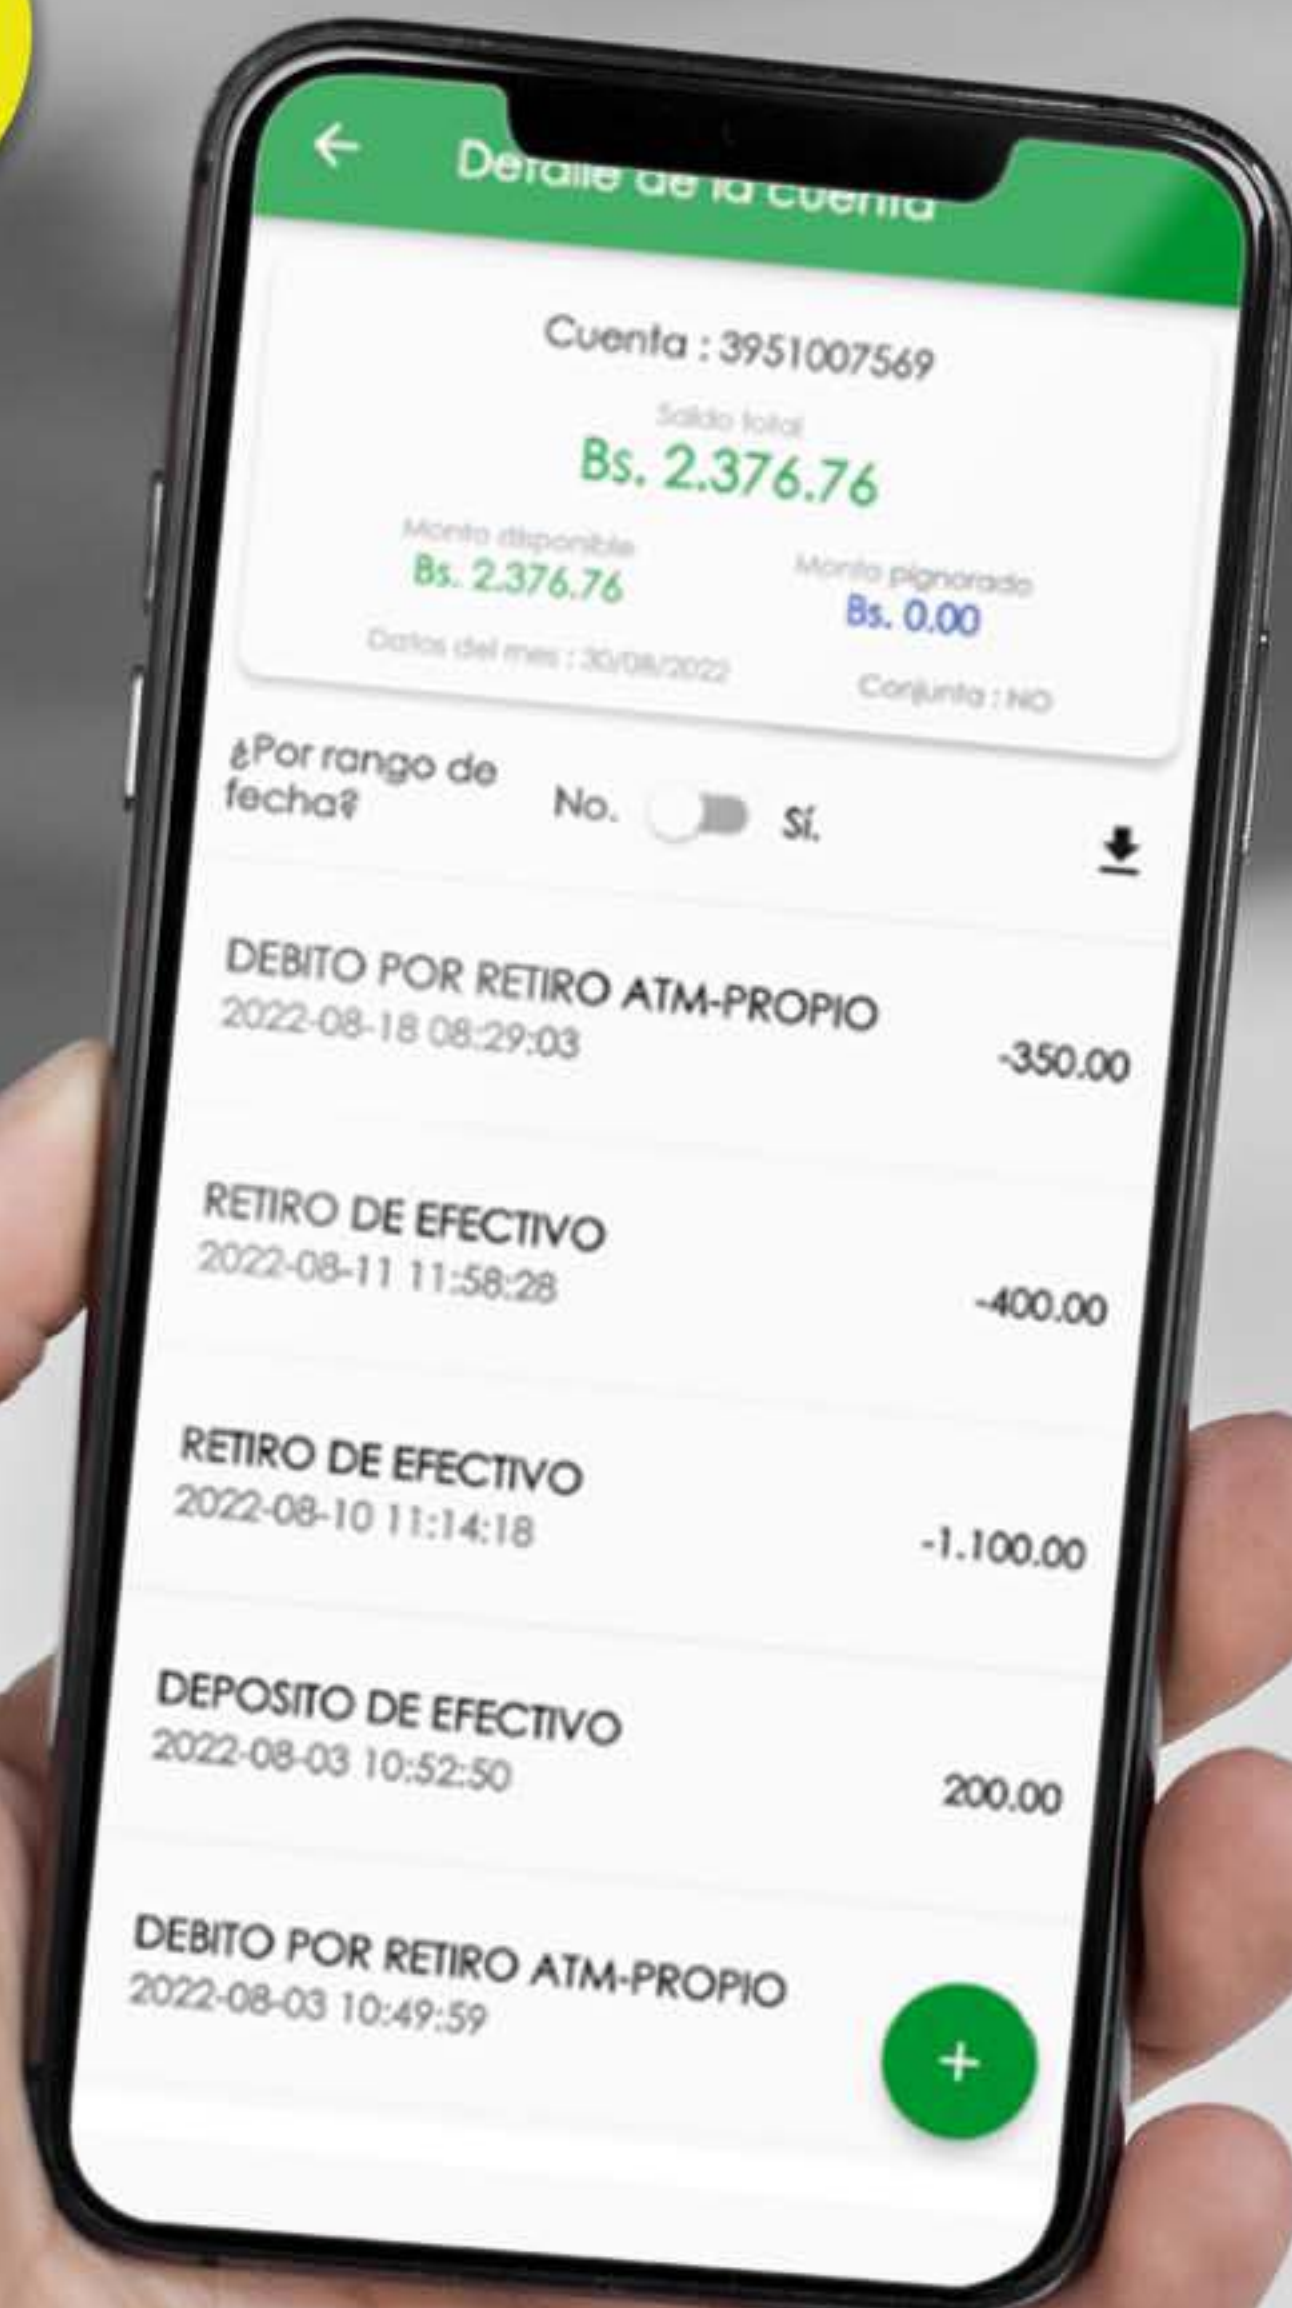 Detalle de la cuenta
Cuenta : 3951007569
Saldo total
Bs. 2.376.76
Monto disponible
Bs. 2.376.76
Monto pignorado
Bs. 0.00
Datos del mes : 30/08/2022
Conjunta : NO
¿Por rango de
fecha?
No.
Sí.
DEBITO POR RETIRO ATM-PROPIO
2022-08-18 08:29:03
-350.00
RETIRO DE EFECTIVO
2022-08-11 11:58:28
-400.00
RETIRO DE EFECTIVO
2022-08-10 11:14:18
-1.100.00
DEPOSITO DE EFECTIVO
2022-08-03 10:52:50
200.00
DEBITO POR RETIRO ATM-PROPIO
2022-08-03 10:49:59
+